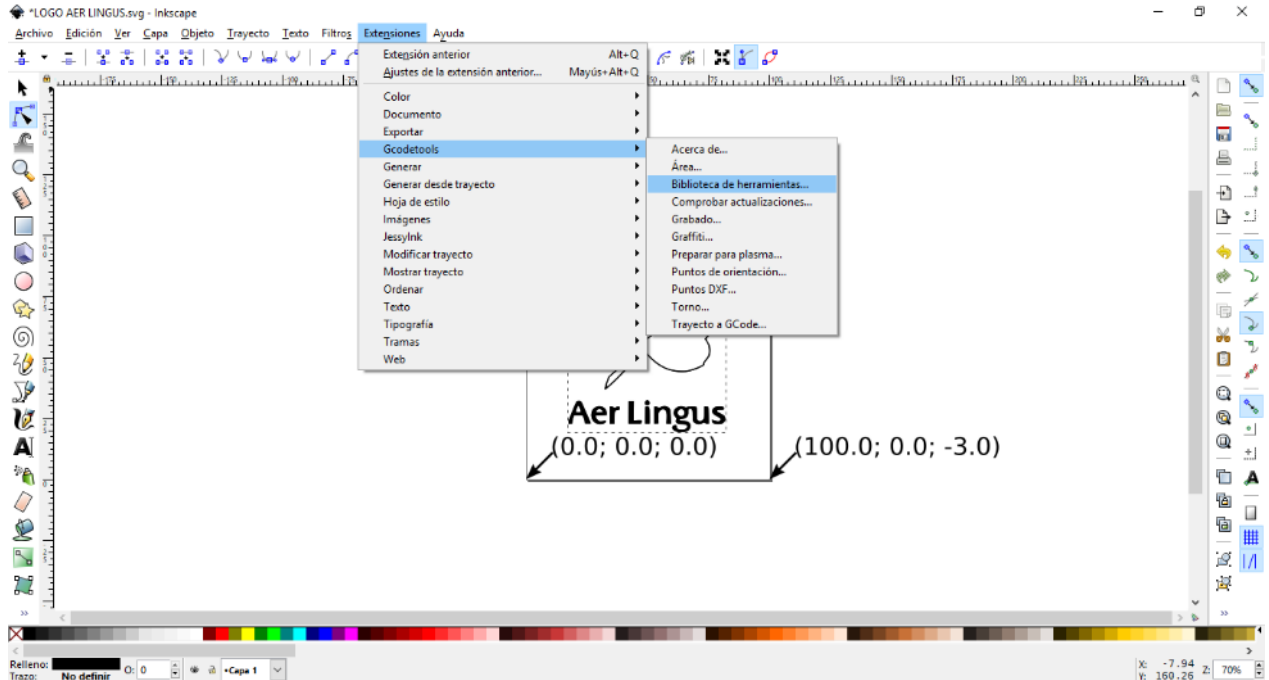 *LOGO AER LINGUS.svg - Inkscape
Archivo Edición Ver Capa Objeto Trayecto Texto Filtros Extensiones Ayuda
Extensión anterior Alt+Q
Ajustes de la extensión anterior... Mayús+Alt+Q
Color
Documento
Exportar
Gcodetools
Generar
Generar desde trayecto
Hoja de estilo
Imágenes
JessyInk
Modificar trayecto
Mostrar trayecto
Ordenar
Texto
Tipografía
Tramas
Web
Acerca de...
Área...
Biblioteca de herramientas...
Comprobar actualizaciones...
Grabado...
Graffiti...
Preparar para plasma...
Puntos de orientación...
Puntos DXF...
Torno...
Trayecto a GCode...
Aer Lingus
(0.0; 0.0; 0.0)
(100.0; 0.0; -3.0)
Relleno:
Trazo: No definir
O: 0
•Capa 1
X: -7.94
Y: 160.26
Z: 70%